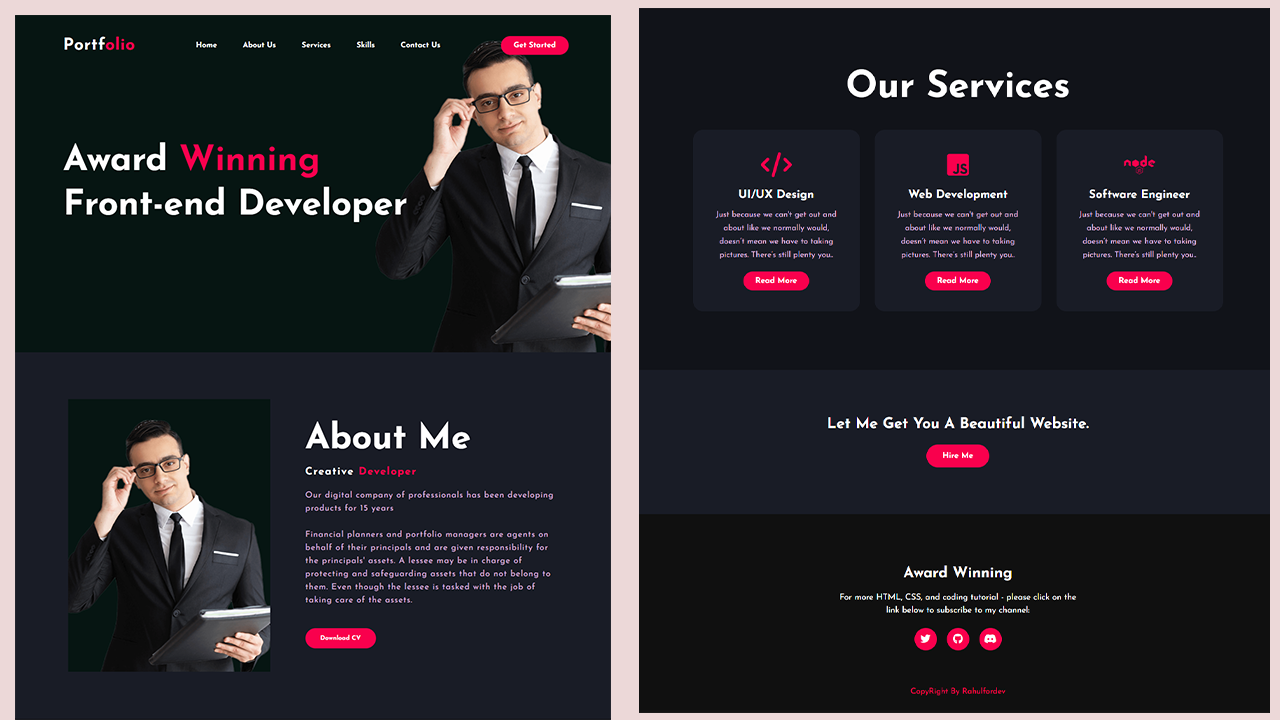 Portfolio Home About Us Services Skills Contact Us Get Started
Award Winning
Front-end Developer
About Me
Creative Developer
Our digital company of professionals has been developing
products for 15 years
Financial planners and portfolio managers are agents on
behalf of their principals and are given responsibility for
the principals' assets. A lessee may be in charge of
protecting and safeguarding assets that do not belong to
them. Even though the lessee is tasked with the job of
taking care of the assets.
Download CV
Our Services
UI/UX Design
Just because we can't get out and
about like we normally would,
doesn't mean we have to taking
pictures. There's still plenty you..
Read More
JS
Web Development
Just because we can't get out and
about like we normally would,
doesn't mean we have to taking
pictures. There's still plenty you..
Read More
node
Software Engineer
Just because we can't get out and
about like we normally would,
doesn't mean we have to taking
pictures. There's still plenty you..
Read More
Let Me Get You A Beautiful Website.
Hire Me
Award Winning
For more HTML, CSS, and coding tutorial - please click on the
link below to subscribe to my channel:
CopyRight By Rahulfordev